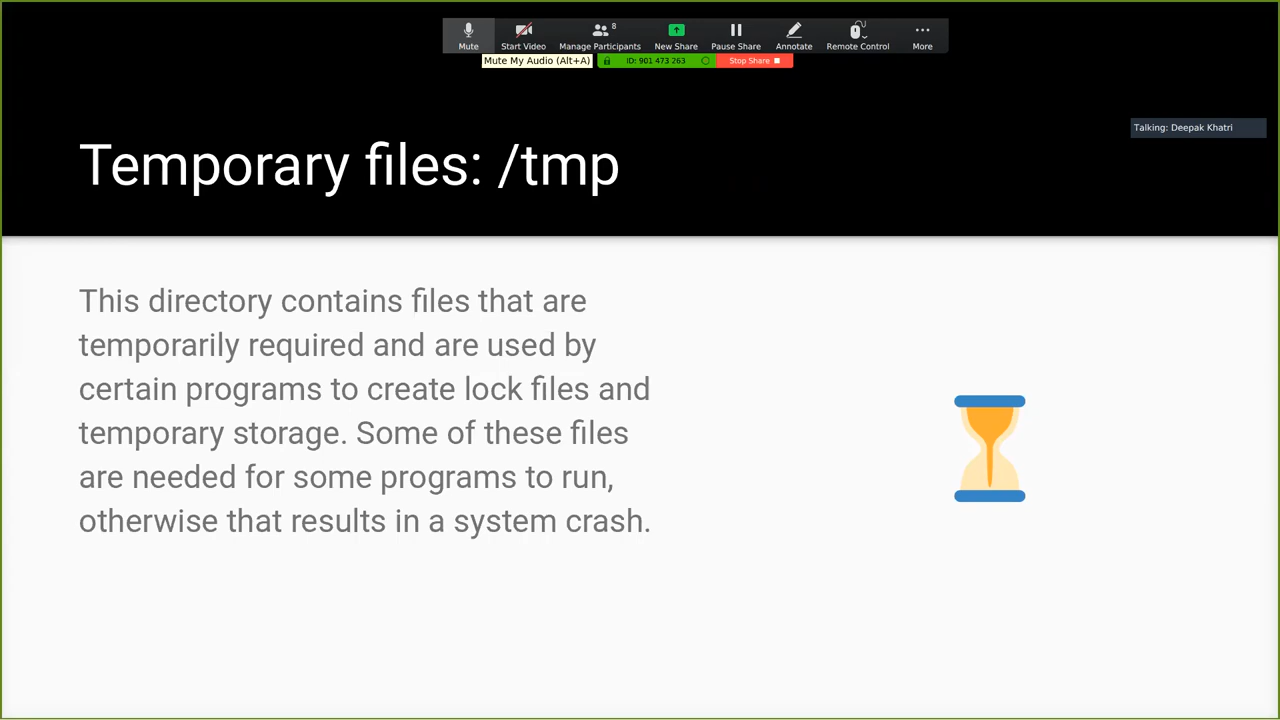 8
Mute
Start Video
Manage Participants
New Share
Pause Share
Annotate
Remote Control
More
Mute My Audio (Alt+A)
ID: 901 473 263
Stop Share
Talking: Deepak Khatri
Temporary files: /tmp
This directory contains files that are
temporarily required and are used by
certain programs to create lock files and
temporary storage. Some of these files
are needed for some programs to run,
otherwise that results in a system crash.